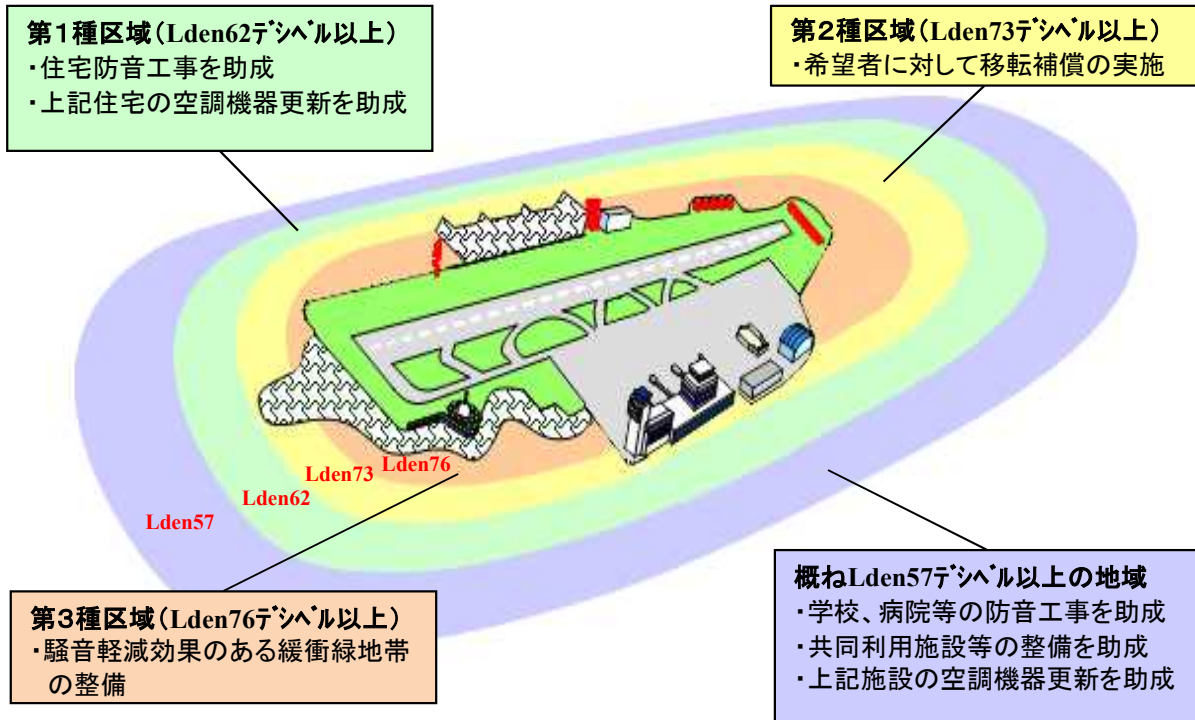 第１種区域（Lden62ﾃﾞｼﾍﾞﾙ以上）
・住宅防音工事を助成
・上記住宅の空調機器更新を助成
第２種区域（Lden73ﾃﾞｼﾍﾞﾙ以上）
・希望者に対して移転補償の実施
Lden76
Lden73
Lden62
Lden57
第３種区域（Lden76ﾃﾞｼﾍﾞﾙ以上）
・騒音軽減効果のある緩衝緑地帯
の整備
概ねLden57ﾃﾞｼﾍﾞﾙ以上の地域
・学校、病院等の防音工事を助成
・共同利用施設等の整備を助成
・上記施設の空調機器更新を助成